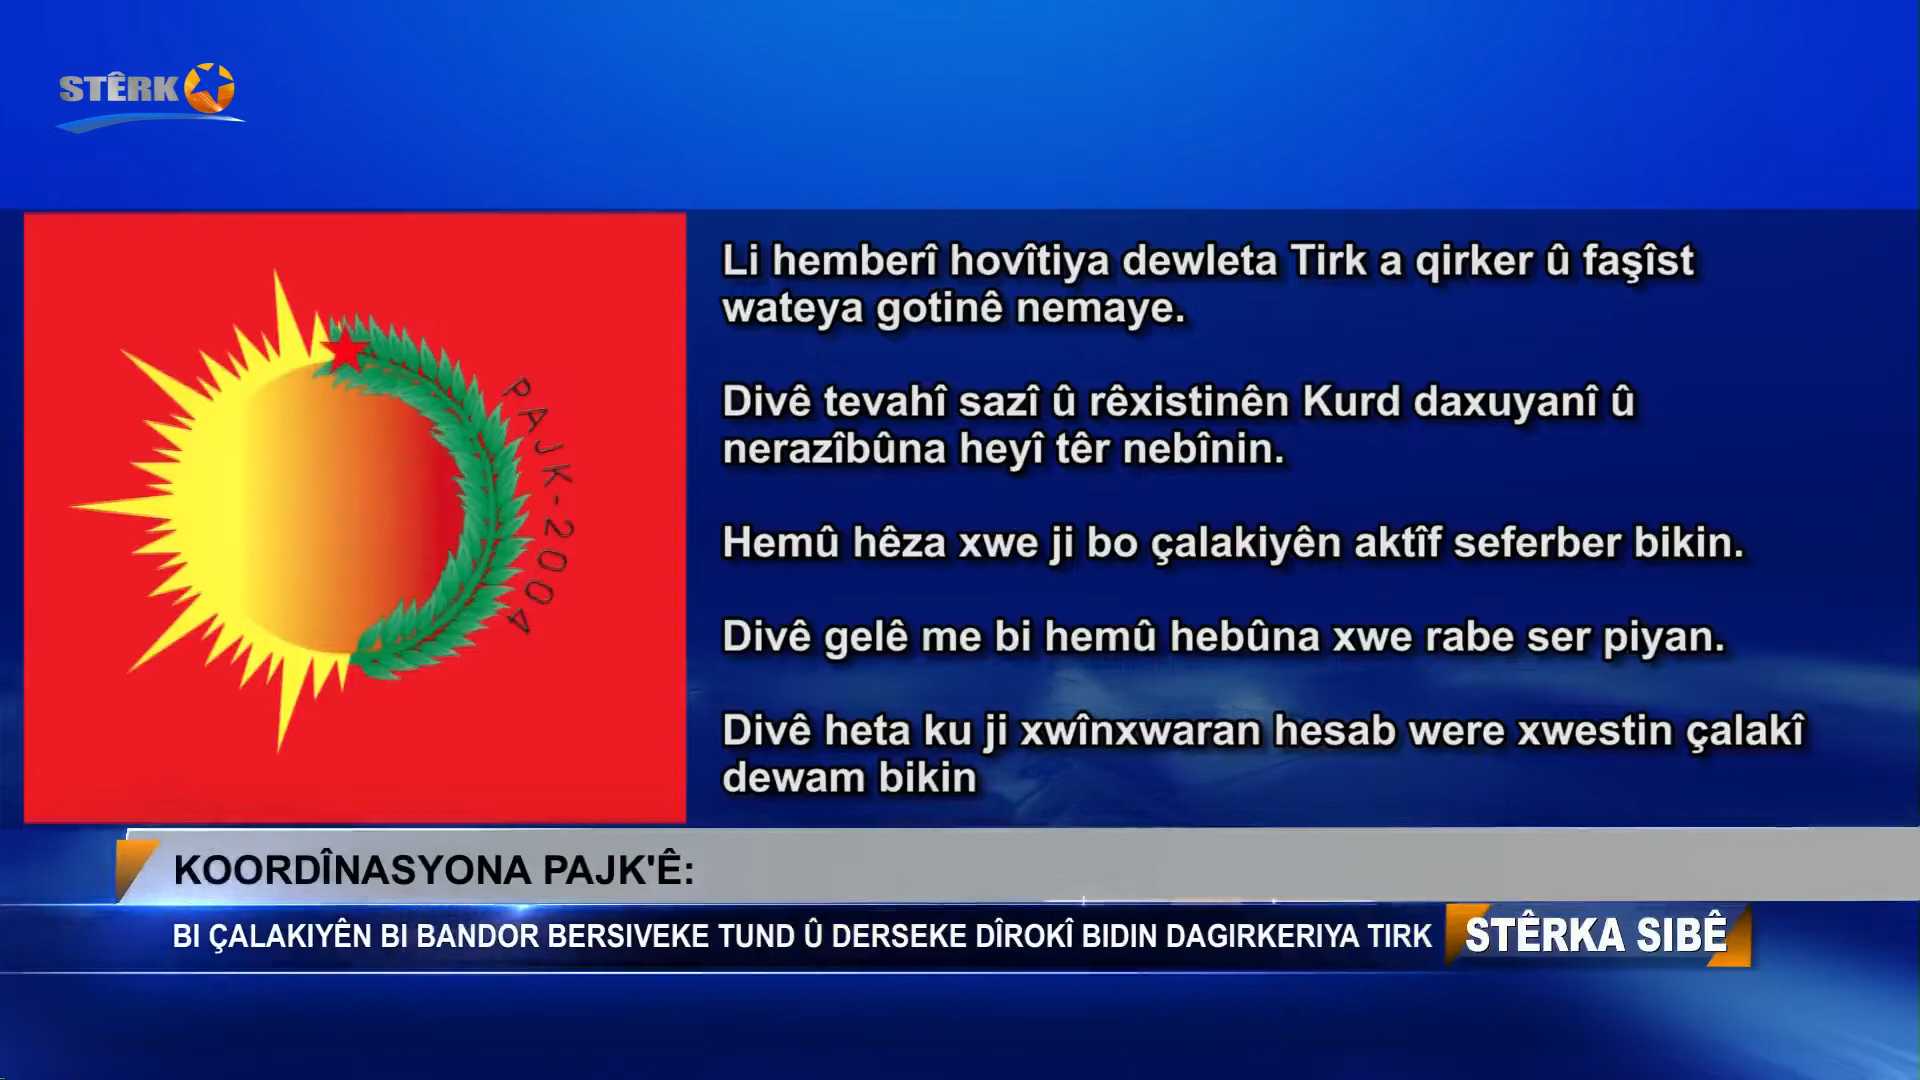 STÊRK
PAJK-2004
Li hemberî hovîtiya dewleta Tirk a qirker û faşîst
wateya gotinê nemaye.
Divê tevahî sazî û rêxistinên Kurd daxuyanî û
nerazîbûna heyî têr nebînin.
Hemû hêza xwe ji bo çalakiyên aktîf seferber bikin.
Divê gelê me bi hemû hebûna xwe rabe ser piyan.
Divê heta ku ji xwînxwaran hesab were xwestin çalakî
dewam bikin
KOORDÎNASYONA PAJK'Ê:
BI ÇALAKIYÊN BI BANDOR BERSIVEKE TUND Û DERSEKE DÎROKÎ BIDIN DAGIRKERIYA TIRK
STÊRKA SIBÊ